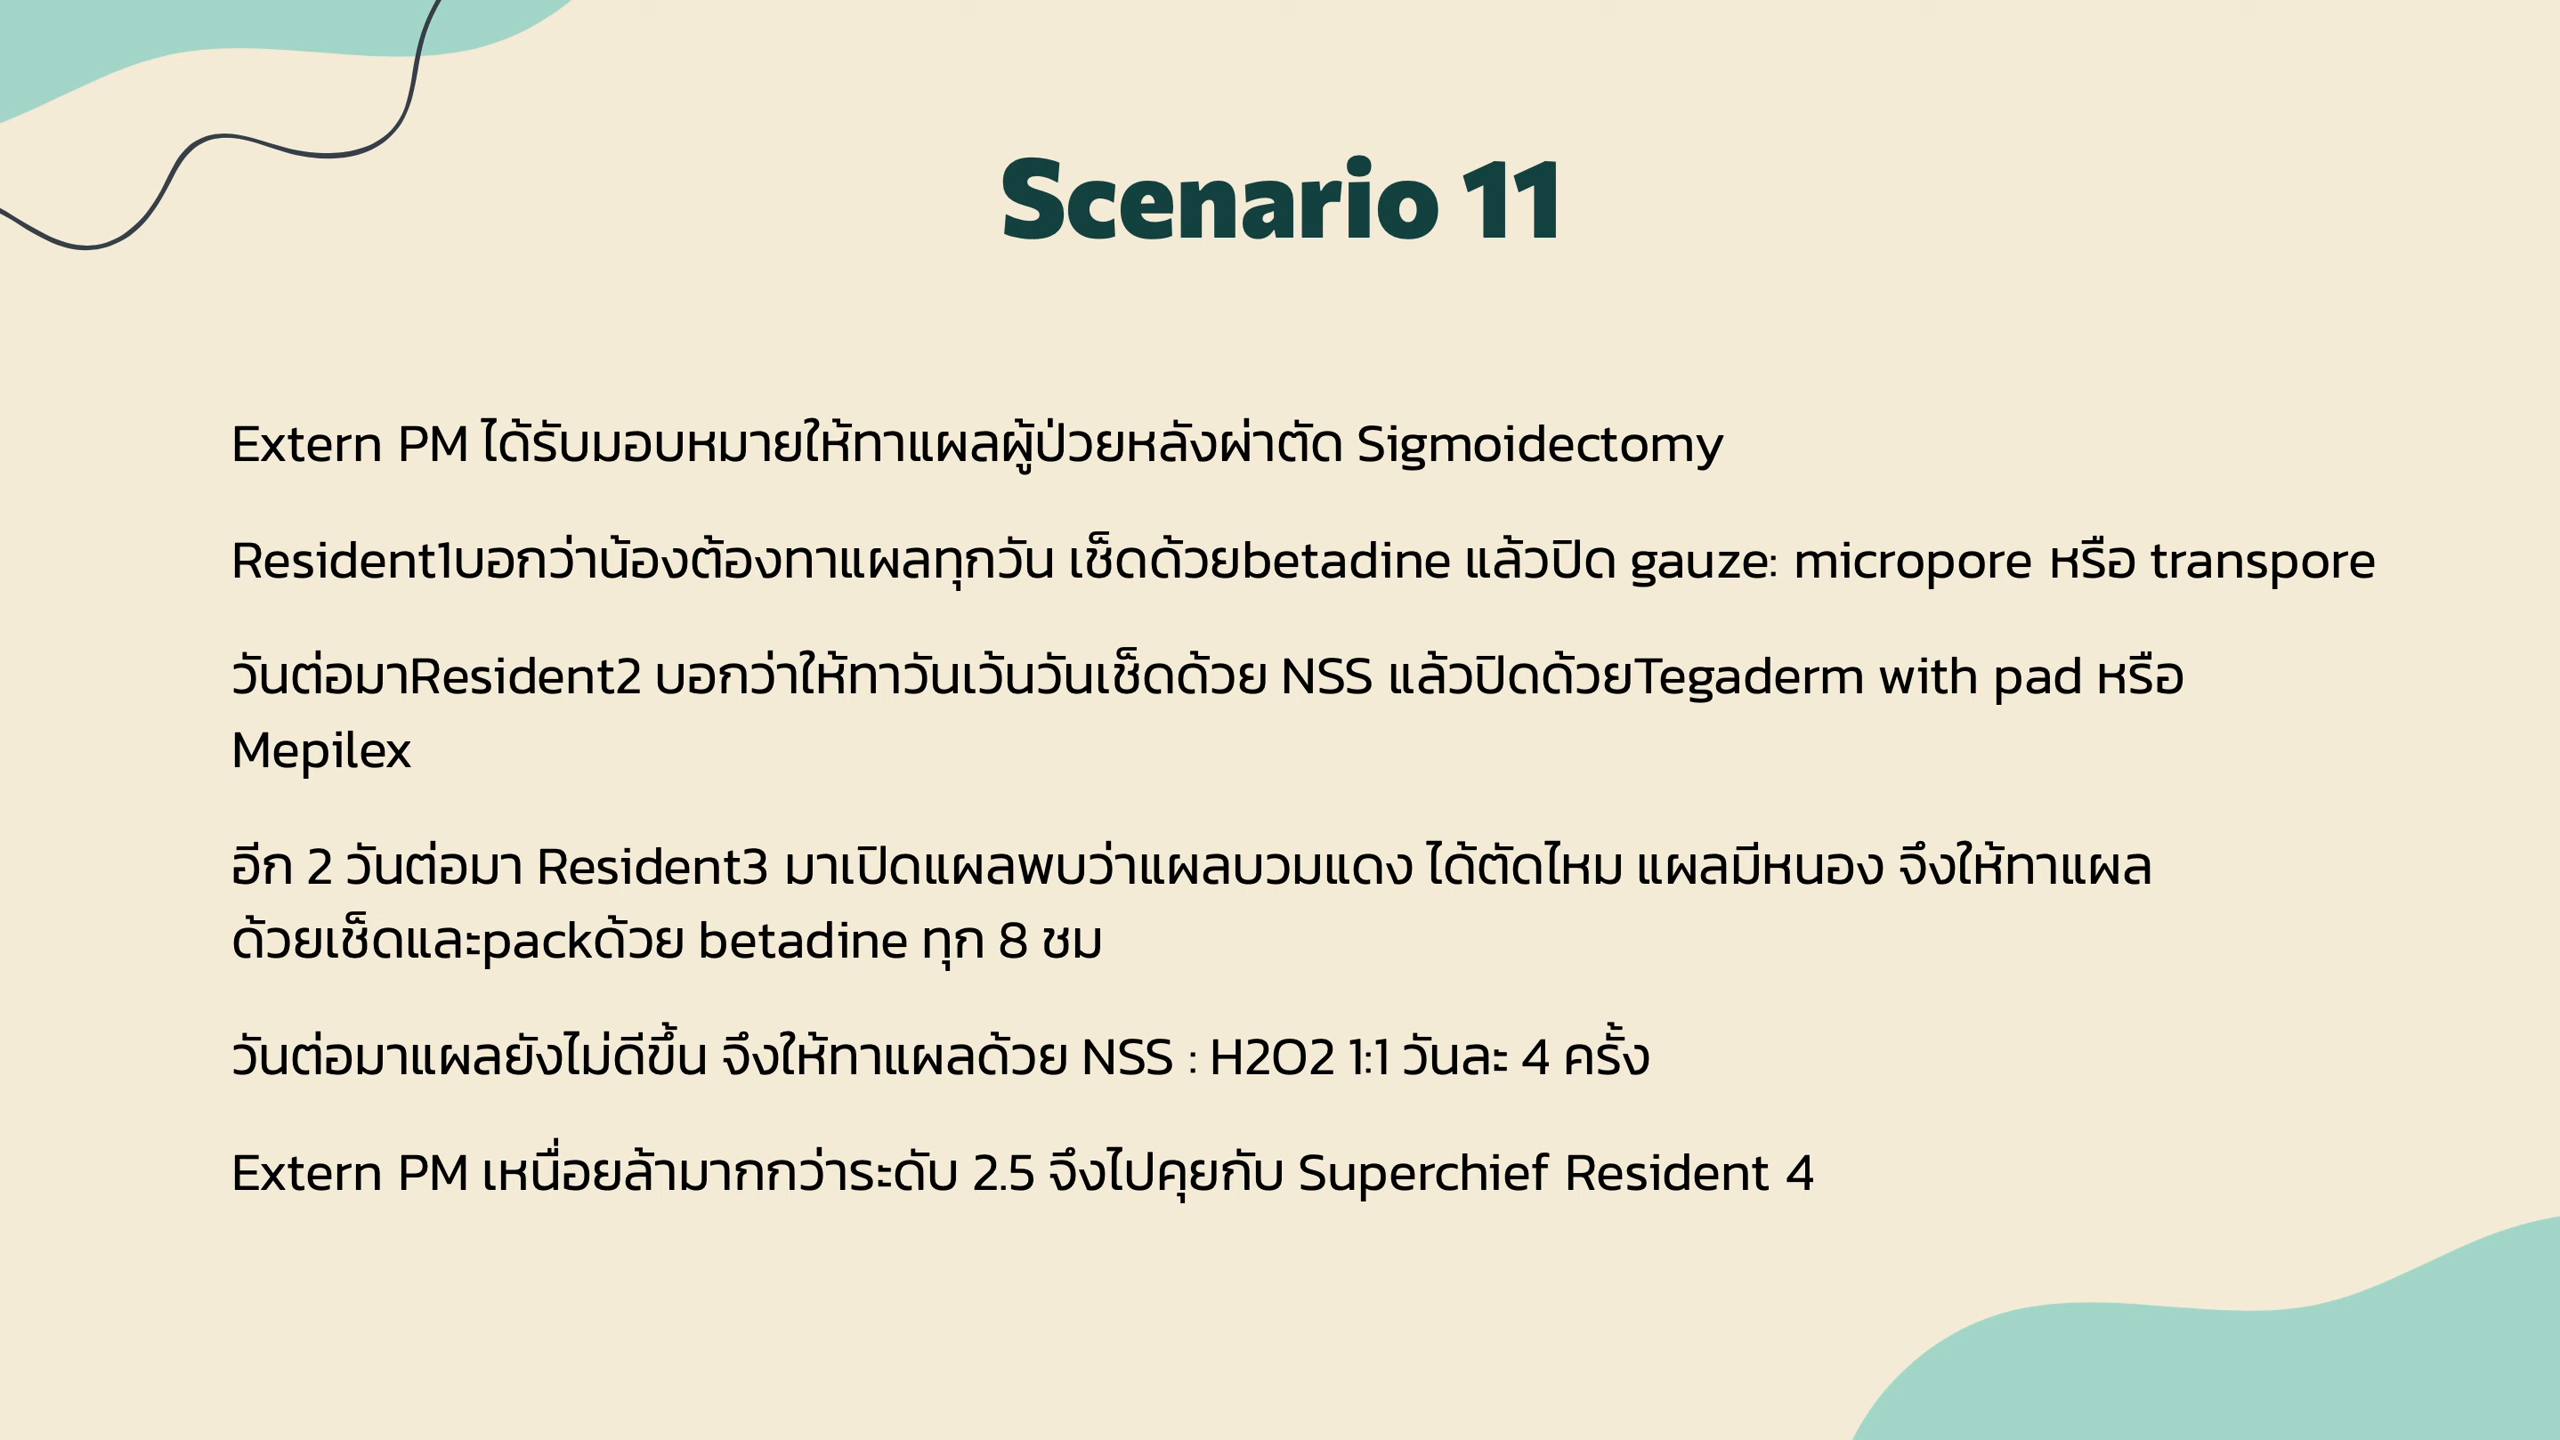 Scenario 11
Extern PM ได้รับมอบหมายให้ทาแผลผู้ป่วยหลังผ่าตัด Sigmoidectomy
Resident1บอกว่าน้องต้องทาแผลทุกวัน เช็ดด้วยbetadine แล้วปิด gauze: micropore หรือ transpore
วันต่อมาResident2 บอกว่าให้ทาวันเว้นวันเช็ดด้วย NSS แล้วปิดด้วยTegaderm with pad หรือ
Mepilex
อีก 2 วันต่อมา Resident3 มาเปิดแผลพบว่าแผลบวมแดง ได้ตัดไหม แผลมีหนอง จึงให้ทาแผล
ด้วยเช็ดและpackด้วย betadine ทุก 8 ชม
วันต่อมาแผลยังไม่ดีขึ้น จึงให้ทาแผลด้วย NSS : H2O2 1:1 วันละ 4 ครั้ง
Extern PM เหนื่อยล้ามากกว่าระดับ 2.5 จึงไปคุยกับ Superchief Resident 4